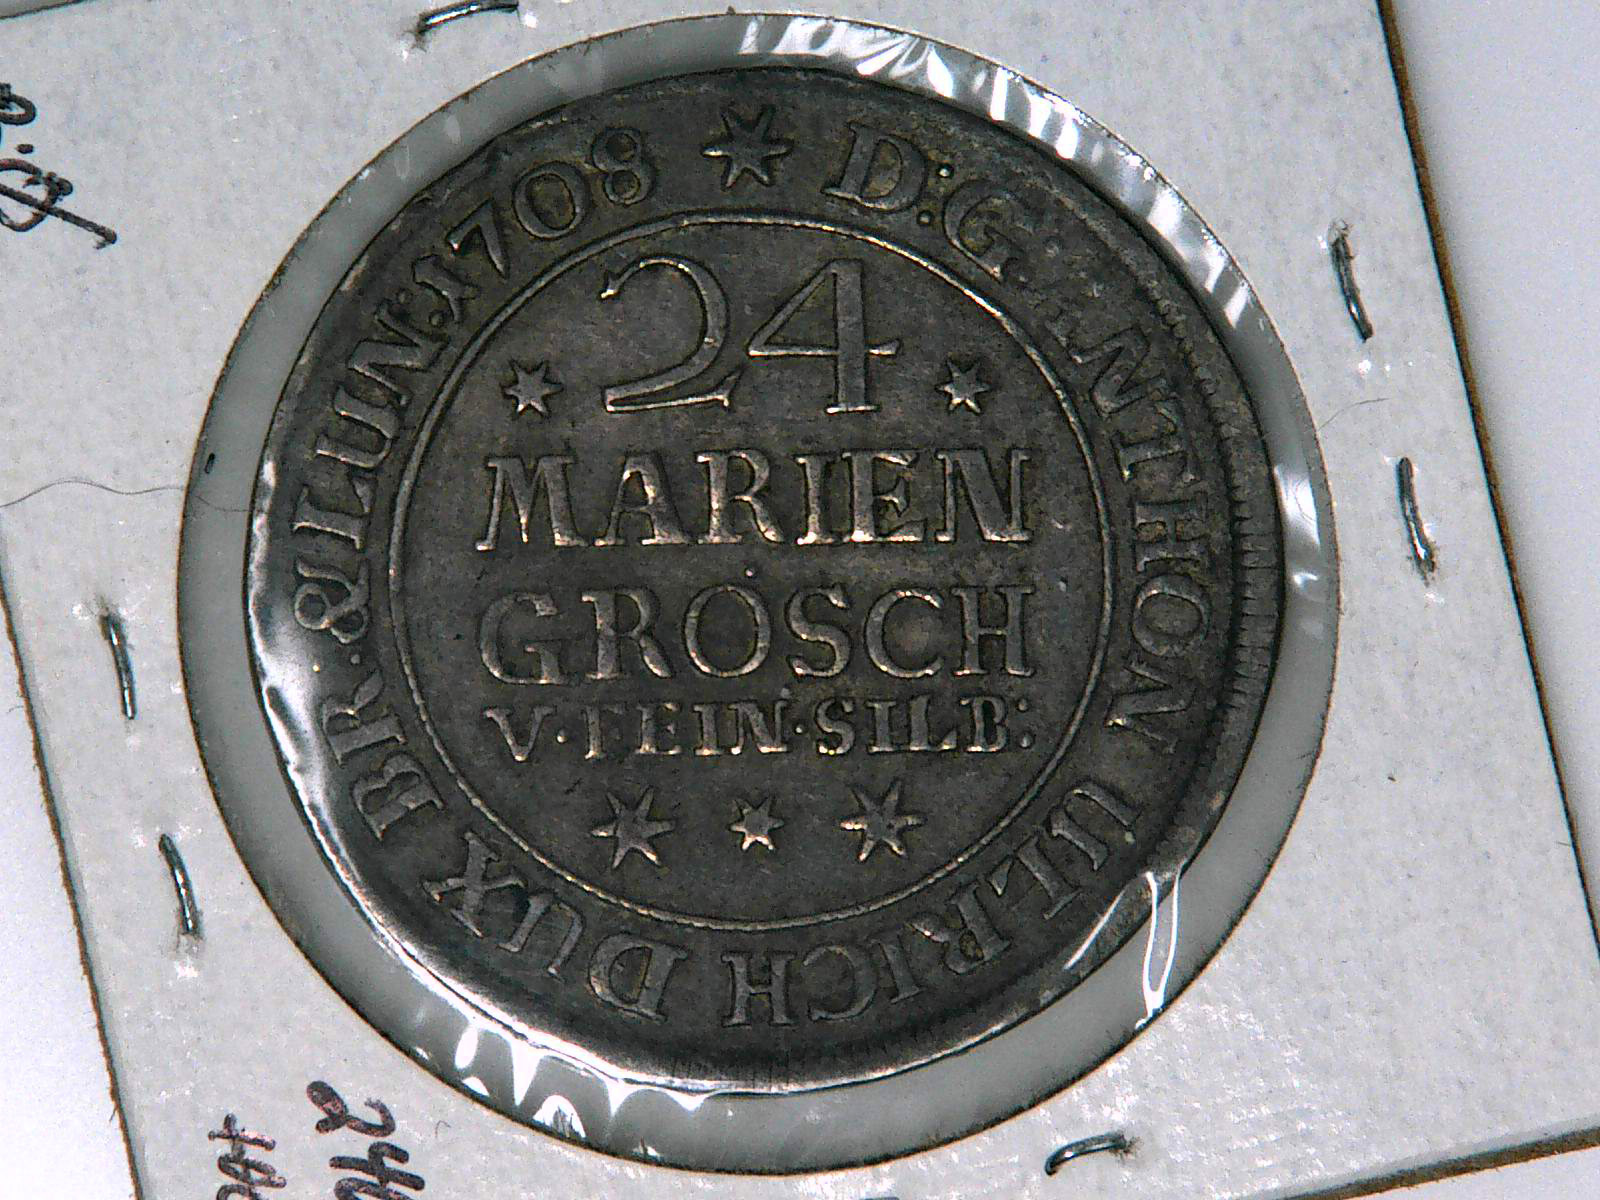 D:G:ANTHON ULRICH DUX BR.&LUN:1708
24
MARIEN
GROSCH
V·FEIN·SILB: